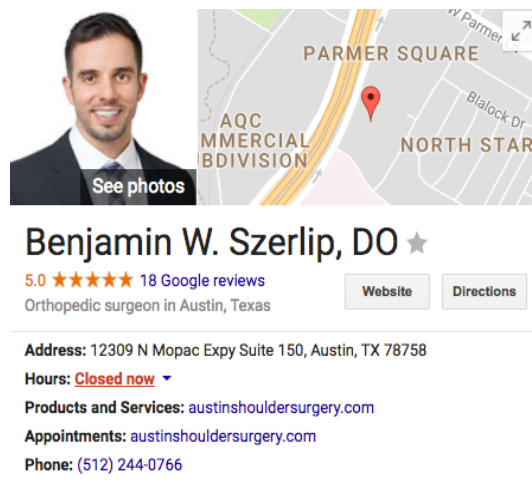 W Parmer
PARMER SQUARE
Blalock Dr
AQC
MMERCIAL
BDIVISION
NORTH STAR
See photos
Benjamin W. Szerlip, DO
5.0 ★★★★★ 18 Google reviews
Website
Directions
Orthopedic surgeon in Austin, Texas
Address: 12309 N Mopac Expy Suite 150, Austin, TX 78758
Hours: Closed now
Products and Services: austinshouldersurgery.com
Appointments: austinshouldersurgery.com
Phone: (512) 244-0766